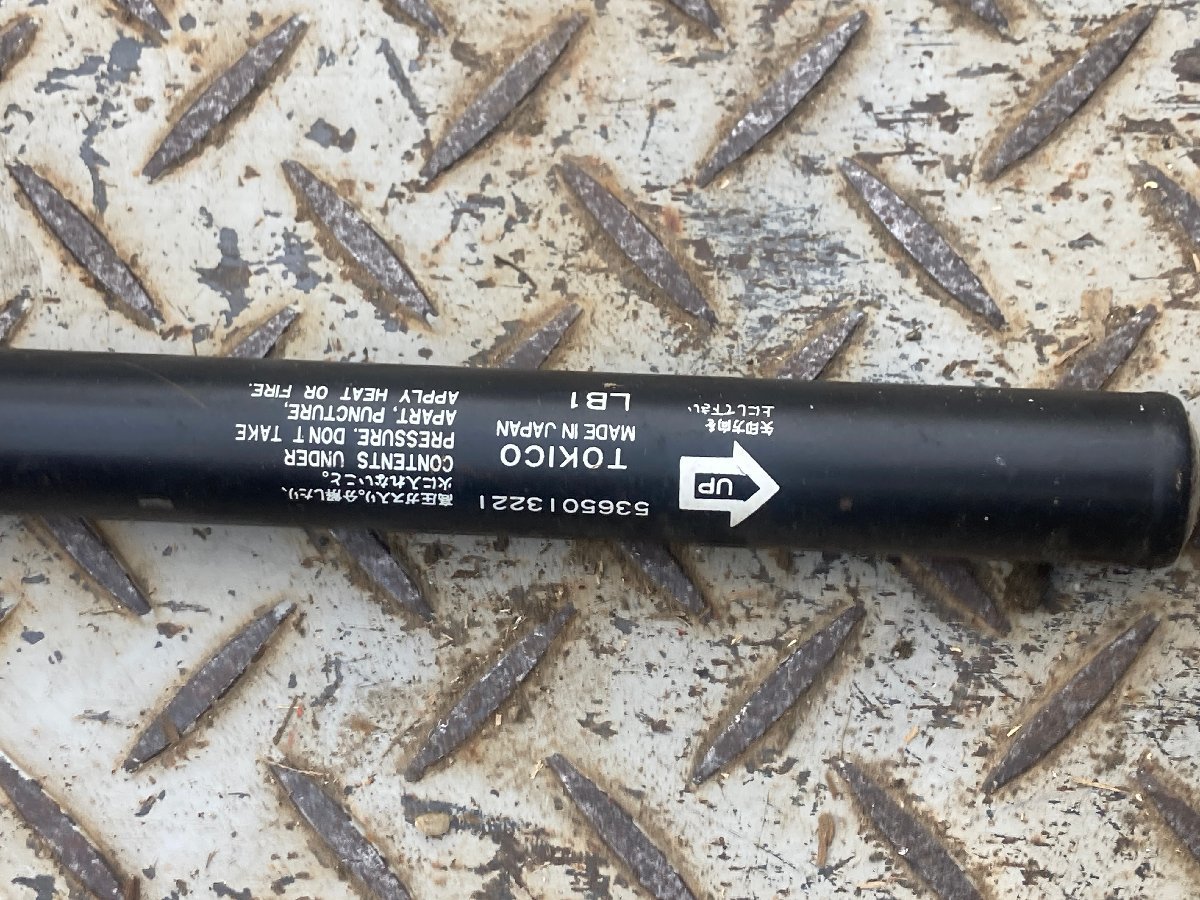 UP
矢印方向を
上にして下さい
5365013221
TOKICO
MADE IN JAPAN
LB1
高圧ガス入り。分解したり、
火に入れないこと。
CONTENTS UNDER
PRESSURE. DON'T TAKE
APART, PUNCTURE,
APPLY HEAT OR FIRE.